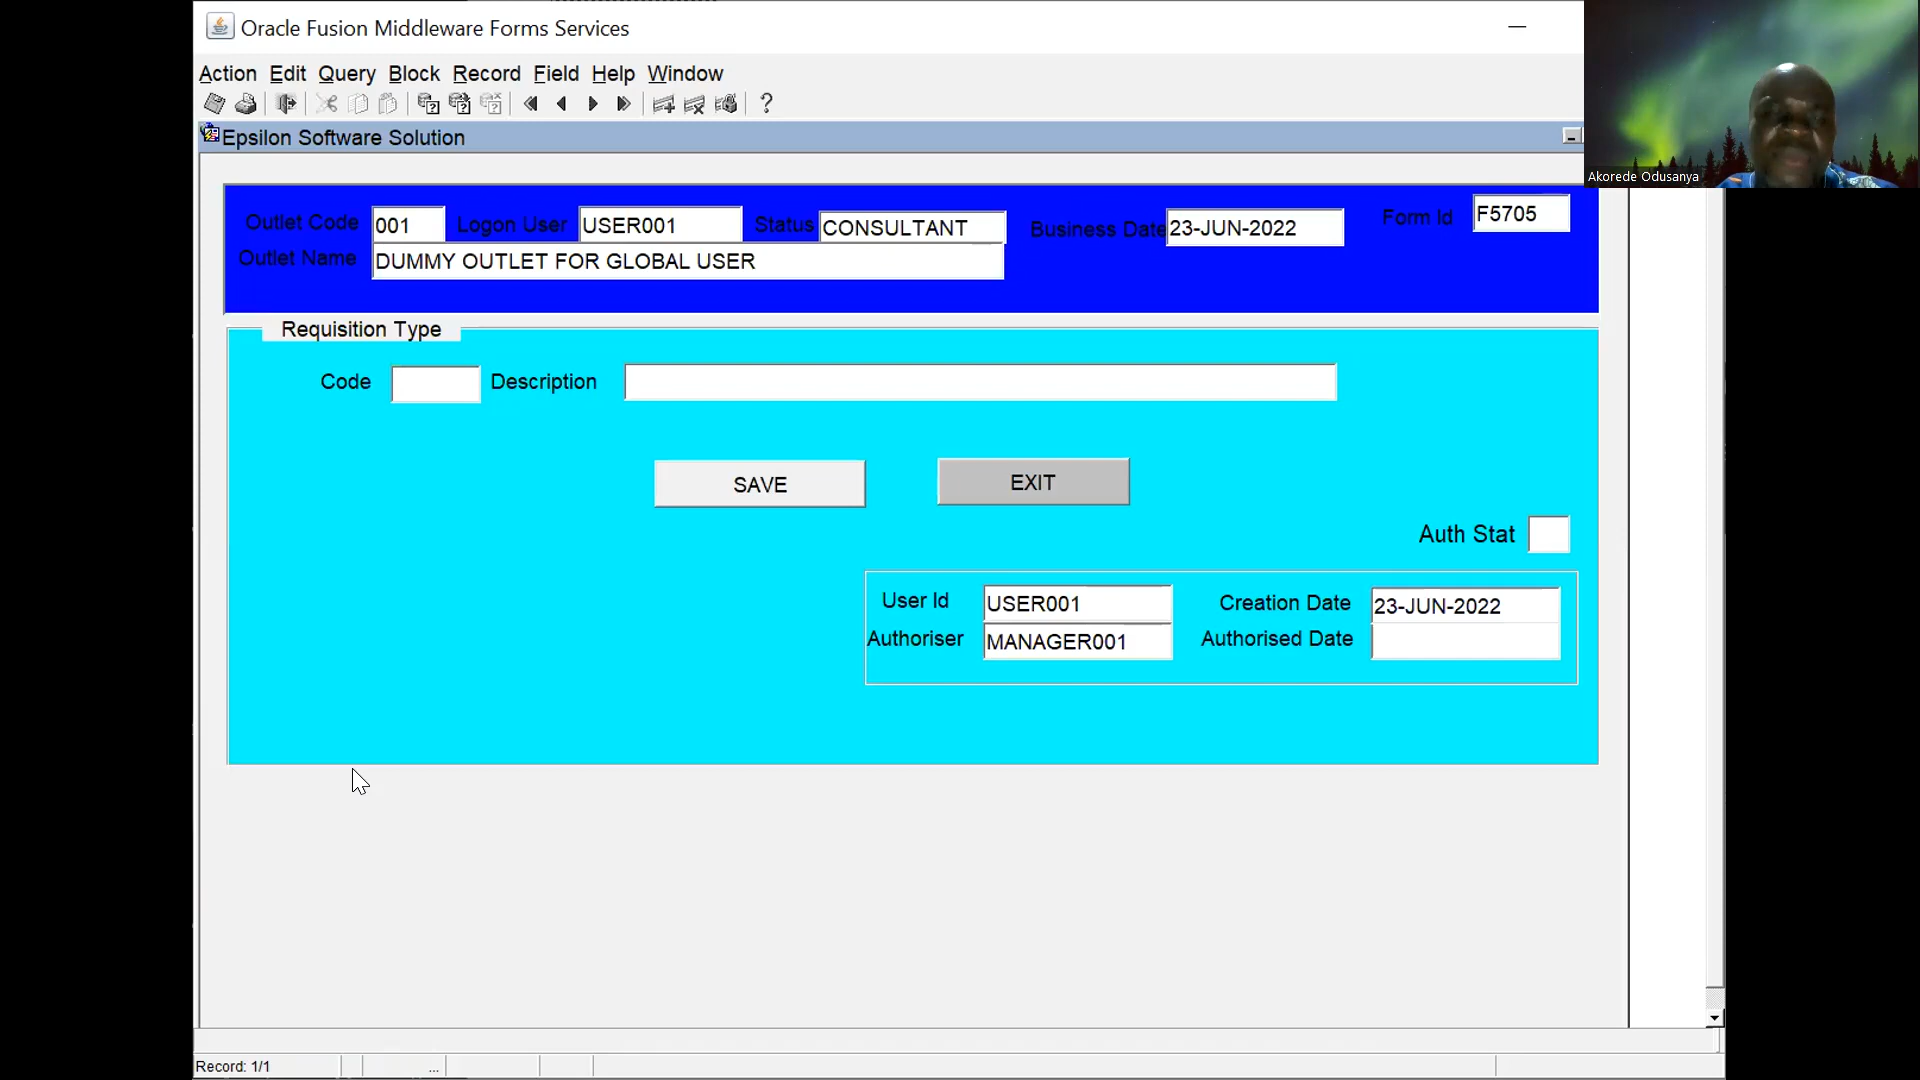 Oracle Fusion Middleware Forms Services
Action Edit Query Block Record Field Help Window
Epsilon Software Solution
Akorede Odusanya
Outlet Code 001 Logon User USER001 Status CONSULTANT Business Date 23-JUN-2022 Form Id F5705
Outlet Name DUMMY OUTLET FOR GLOBAL USER
Requisition Type
Code Description
SAVE EXIT
Auth Stat
User Id USER001 Creation Date 23-JUN-2022
Authoriser MANAGER001 Authorised Date
Record: 1/1 ...